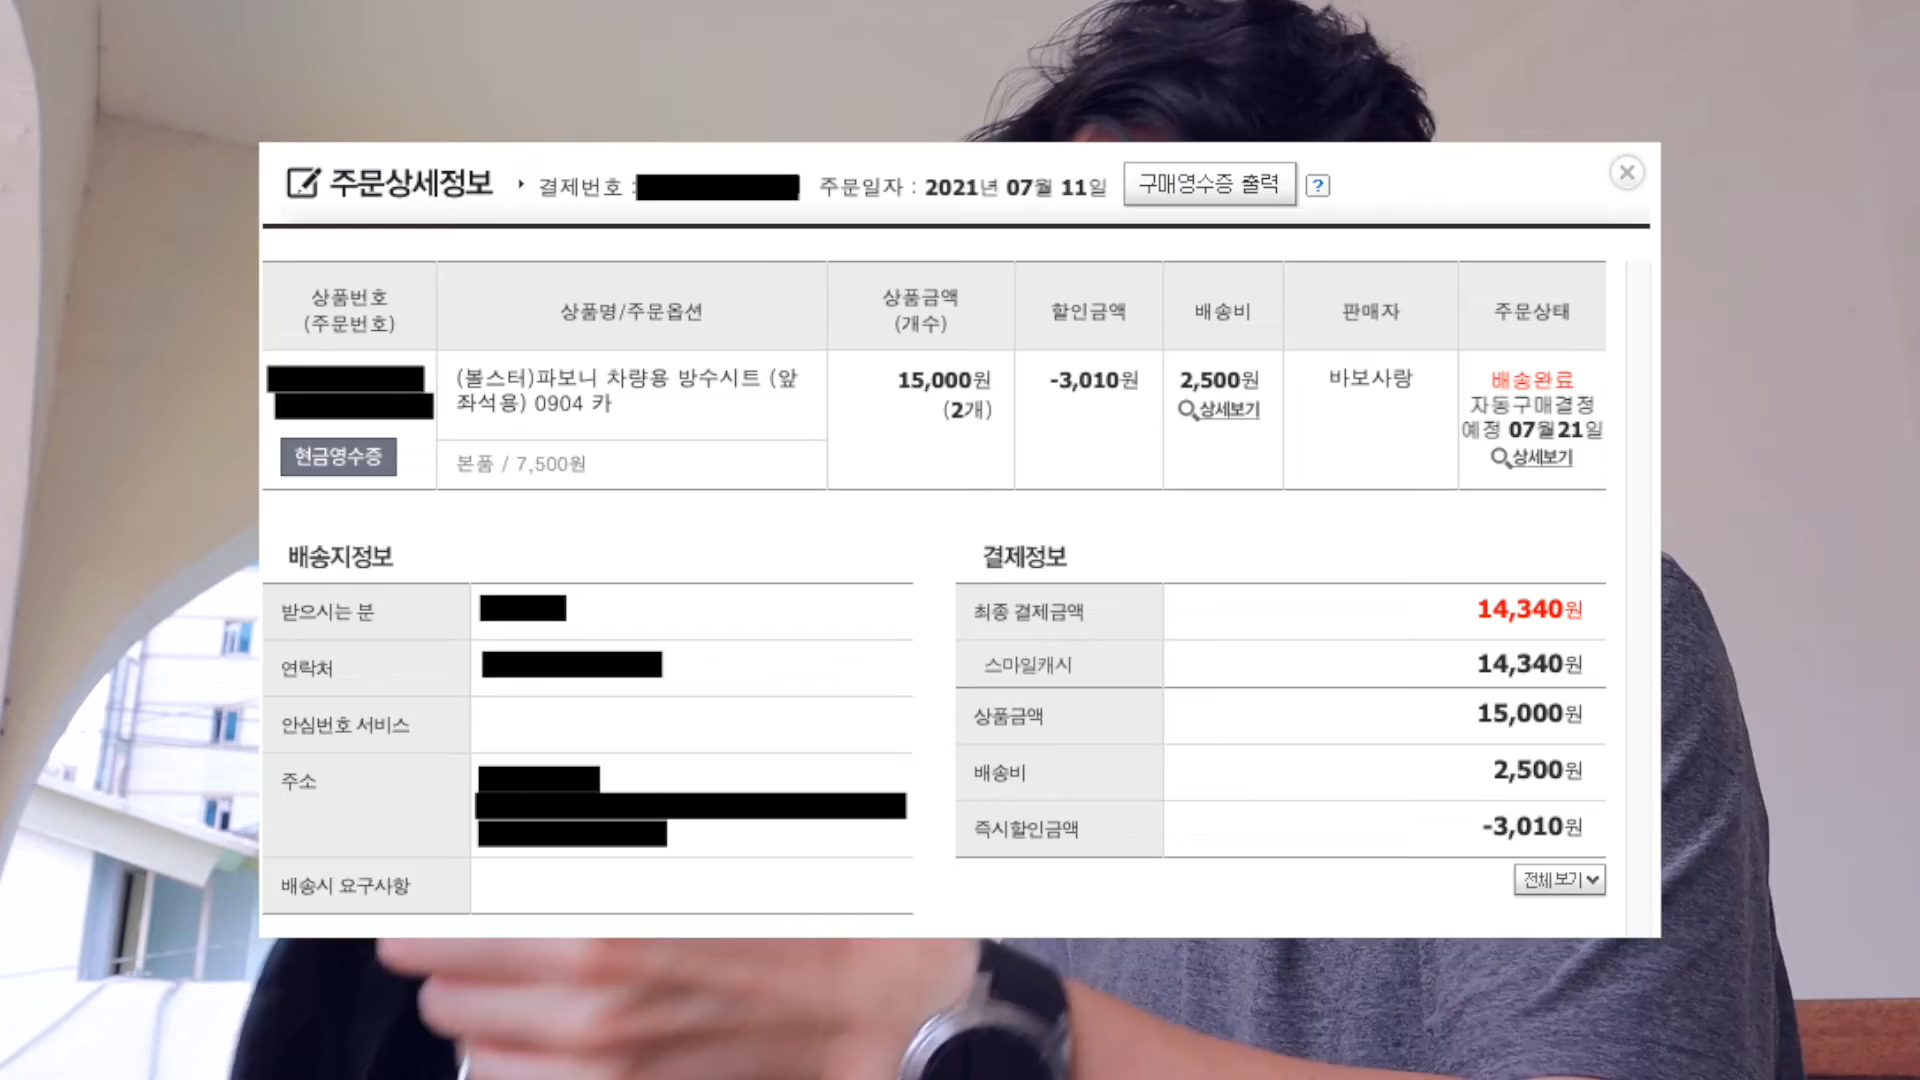 주문상세정보 결제번호 : 주문일자 : 2021년 07월 11일 구매영수증 출력 ?
상품번호
(주문번호)
상품명/주문옵션
상품금액
(개수)
할인금액
배송비
판매자
주문상태
현금영수증
(볼스터)파보니 차량용 방수시트 (앞
좌석용) 0904 카
본품 / 7,500원
15,000원
(2개)
-3,010원
2,500원
상세보기
바보사랑
배송완료
자동구매결정
예정 07월21일
상세보기
배송지정보
받으시는 분
연락처
안심번호 서비스
주소
배송시 요구사항
결제정보
최종 결제금액 14,340원
스마일캐시 14,340원
상품금액 15,000원
배송비 2,500원
즉시할인금액 -3,010원
전체보기